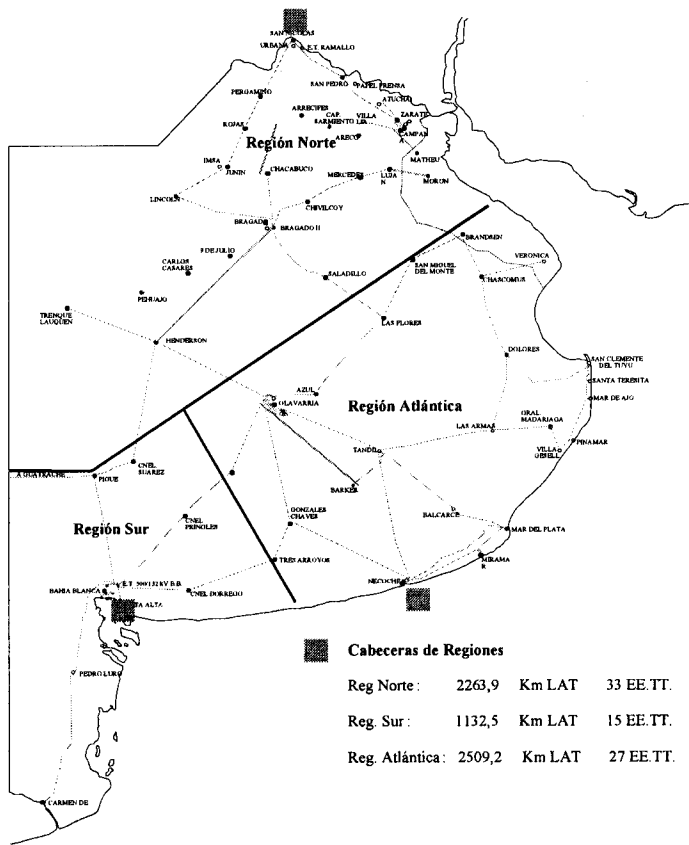 SAN NICOLAS
URBANA
E.T. RAMALLO
SAN PEDRO
PAPEL PRENSA
PERGAMINO
ATUCHA
ARRECIFES
CAP.
SARMIENTO
VILLA
LIA
ZARATE
CAMPANA
ROJAS
ARECO
Región Norte
MATHEU
IMSA
JUNIN
CHACABUCO
MERCEDES
LUJAN
MORON
LINCOLN
CHIVILCOY
BRAGADO
BRAGADO II
BRANDSEN
9 DE JULIO
CARLOS
CASARES
SAN MIGUEL
DEL MONTE
VERONICA
SALADILLO
CHASCOMUS
PEHUAJO
TRENQUE
LAUQUEN
LAS FLORES
HENDERSON
DOLORES
SAN CLEMENTE
DEL TUYU
SANTA TERESITA
AZUL
OLAVARRIA
Región Atlántica
MAR DE AJO
GRAL
MADARIAGA
LAS ARMAS
PINAMAR
VILLA
GESELL
TANDIL
CNEL
SUAREZ
A GUATRACHE
PIGUE
BARKER
Región Sur
CNEL
PRINGLES
GONZALES
CHAVES
BALCARCE
MAR DEL PLATA
TRES ARROYOS
MIRAMAR
NECOCHEA
E.T. 500/132 KV B.B.
BAHIA BLANCA
CNEL DORREGO
TA ALTA
Cabeceras de Regiones
PEDRO LURO
Reg Norte : 2263,9 Km LAT 33 EE.TT.
Reg. Sur : 1132,5 Km LAT 15 EE.TT.
Reg. Atlántica : 2509,2 Km LAT 27 EE.TT.
CARMEN DE